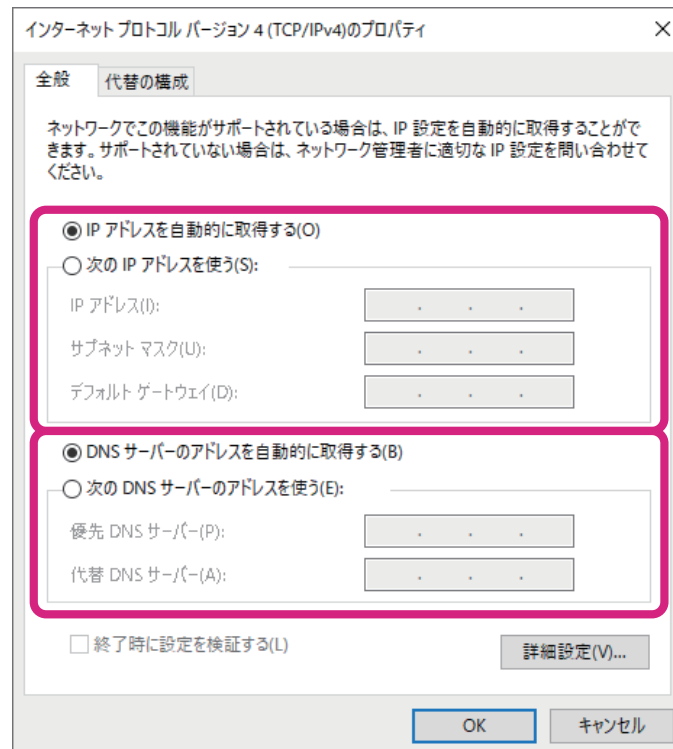 インターネット プロトコル バージョン 4 (TCP/IPv4)のプロパティ
全般
代替の構成
ネットワークでこの機能がサポートされている場合は、IP 設定を自動的に取得することがで
きます。サポートされていない場合は、ネットワーク管理者に適切な IP 設定を問い合わせて
ください。
IP アドレスを自動的に取得する(O)
次の IP アドレスを使う(S):
IP アドレス(I):
サブネット マスク(U):
デフォルト ゲートウェイ(D):
DNS サーバーのアドレスを自動的に取得する(B)
次の DNS サーバーのアドレスを使う(E):
優先 DNS サーバー(P):
代替 DNS サーバー(A):
終了時に設定を検証する(L)
詳細設定(V)...
OK
キャンセル